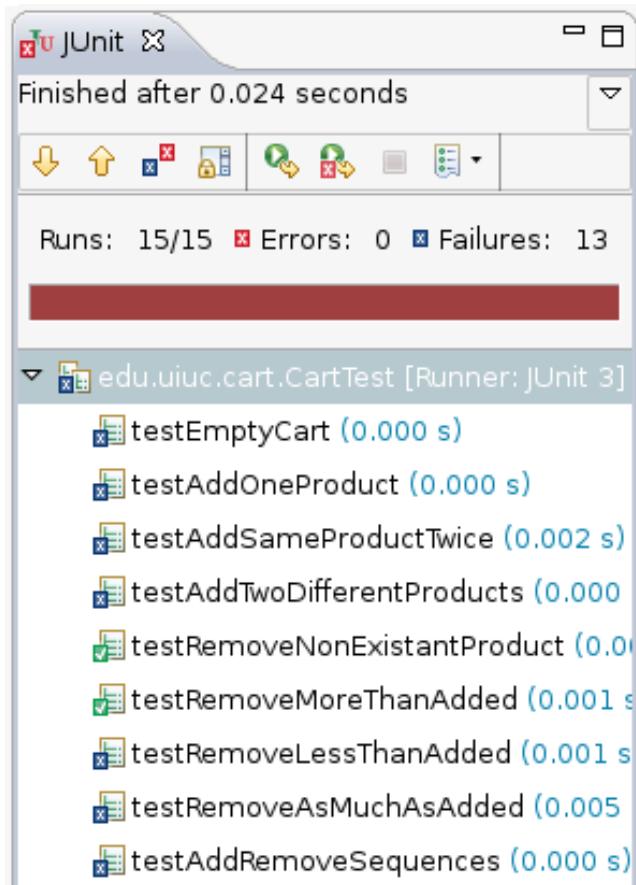 JUnit
Finished after 0.024 seconds
Runs: 15/15 Errors: 0 Failures: 13
edu.uiuc.cart.CartTest [Runner: JUnit 3]
testEmptyCart (0.000 s)
testAddOneProduct (0.000 s)
testAddSameProductTwice (0.002 s)
testAddTwoDifferentProducts (0.000
testRemoveNonExistantProduct (0.00
testRemoveMoreThanAdded (0.001 s
testRemoveLessThanAdded (0.001 s
testRemoveAsMuchAsAdded (0.005
testAddRemoveSequences (0.000 s)